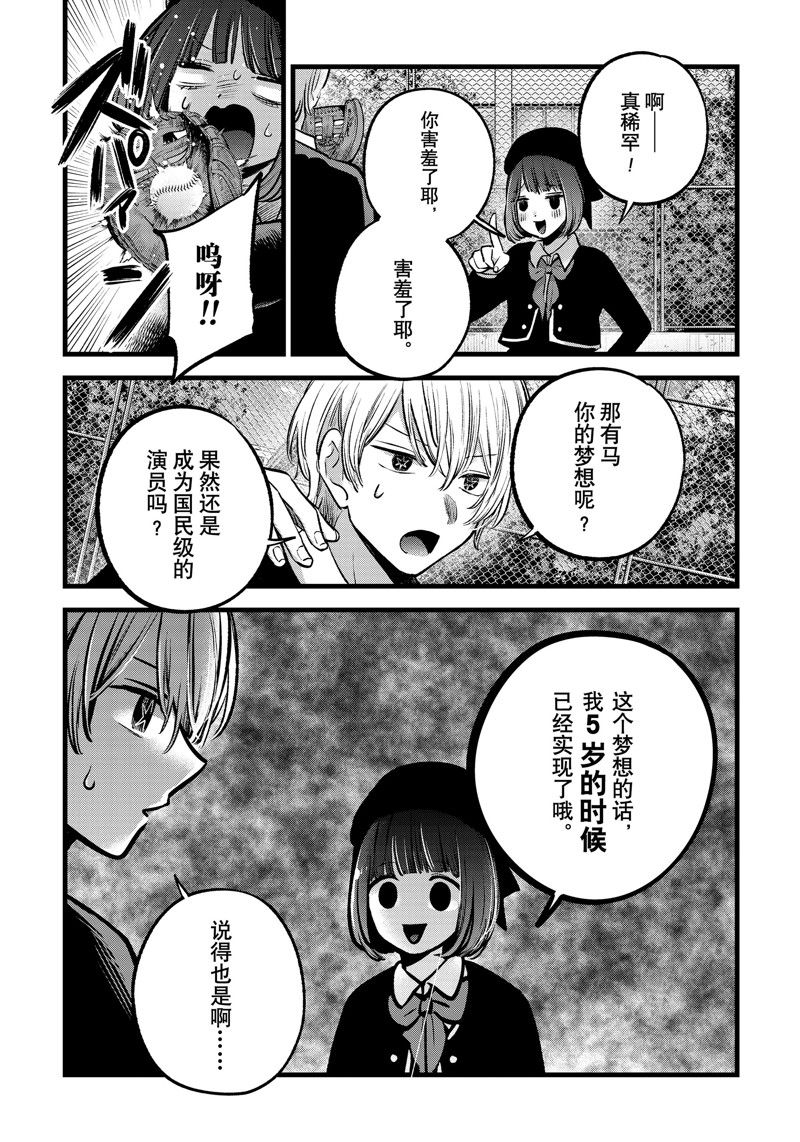 啊——
真稀罕！
你害羞了耶，
害羞了耶。
呜呀!!
那有马
你的梦想呢？
果然还是
成为国民级的
演员吗？
这个梦想的话，
我5岁的时候
已经实现了哦。
说得也是啊……